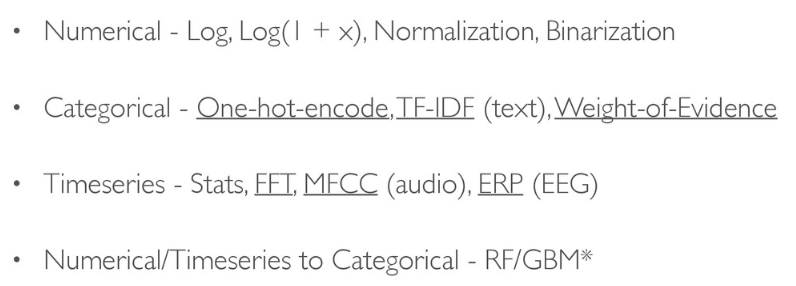 • Numerical - Log, Log(1 + x), Normalization, Binarization
• Categorical - One-hot-encode, TF-IDF (text), Weight-of-Evidence
• Timeseries - Stats, FFT, MFCC (audio), ERP (EEG)
• Numerical/Timeseries to Categorical - RF/GBM*